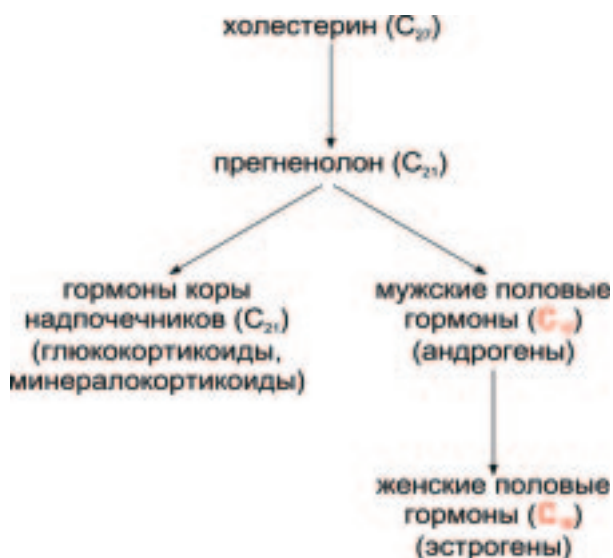 холестерин (C₂₇)
прегненолон (C₂₁)
гормоны коры
надпочечников (C₂₁)
(глюкокортикоиды,
минералокортикоиды)
мужские половые
гормоны (C)
(андрогены)
женские половые
гормоны (C)
(эстрогены)